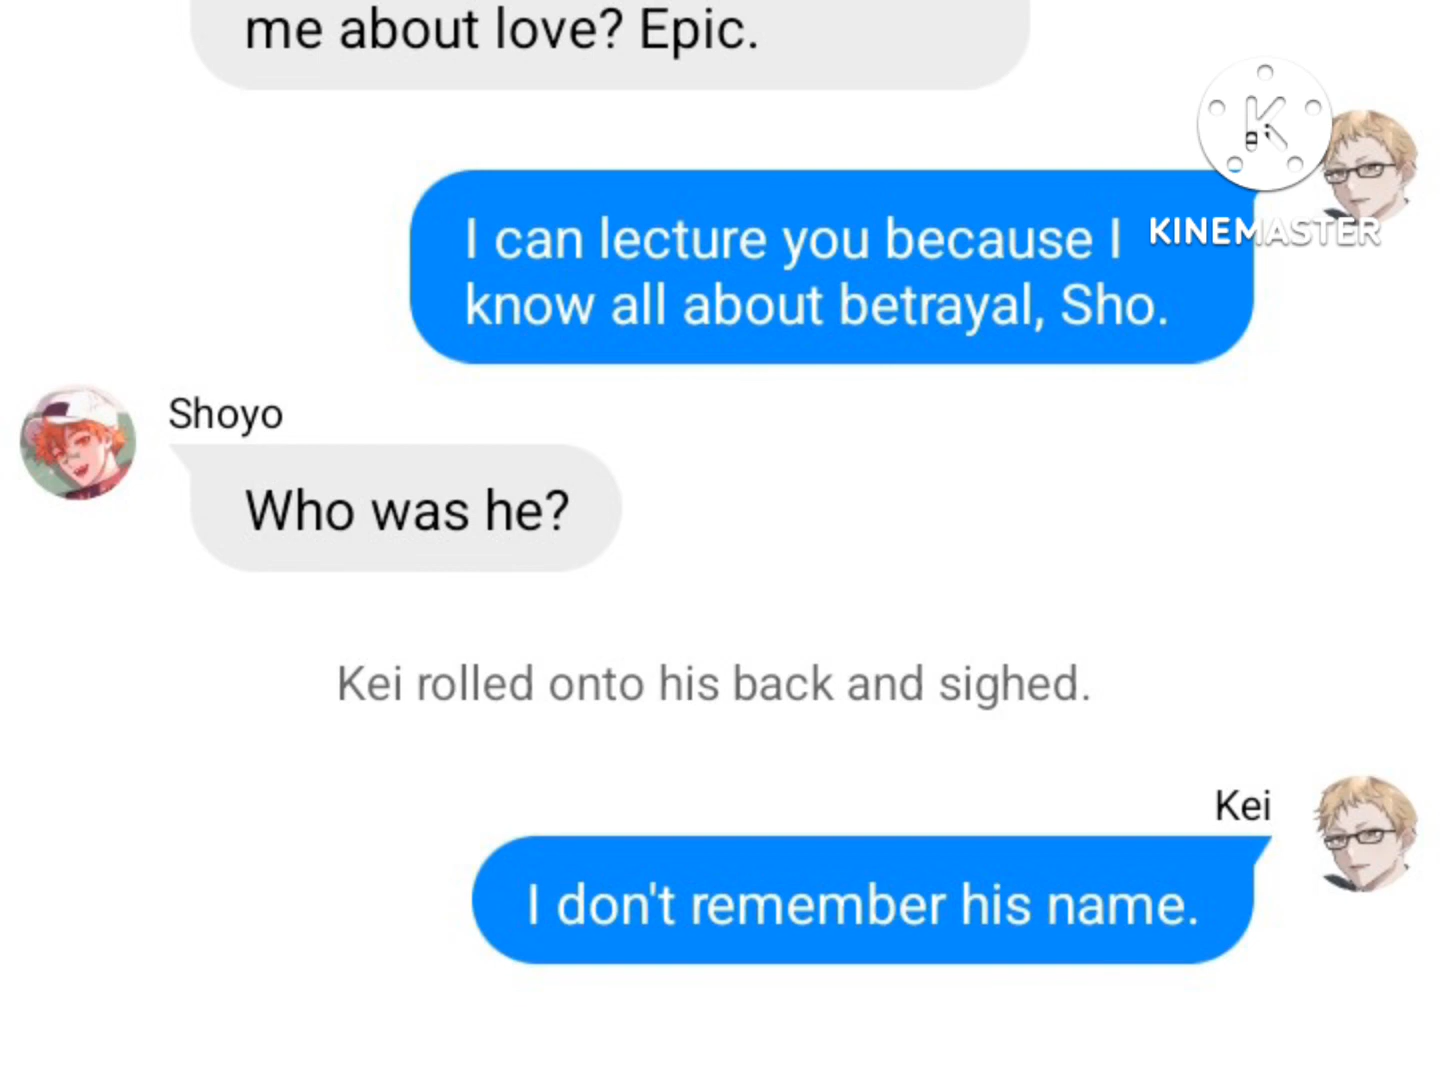 me about love? Epic.
KINEMASTER
I can lecture you because I
know all about betrayal, Sho.
Shoyo
Who was he?
Kei rolled onto his back and sighed.
Kei
I don't remember his name.